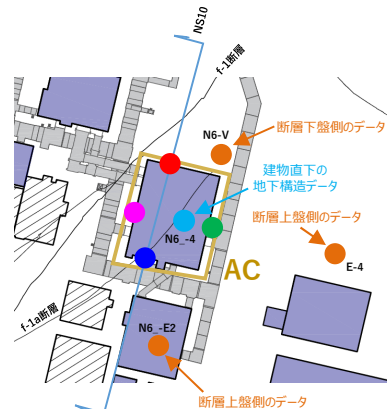 NS10
f-1断層
N6-V
断層下盤側のデータ
建物直下の
地下構造データ
断層上盤側のデータ
N6_-4
E-4
AC
f-1a断層
N6_-E2
断層上盤側のデータ